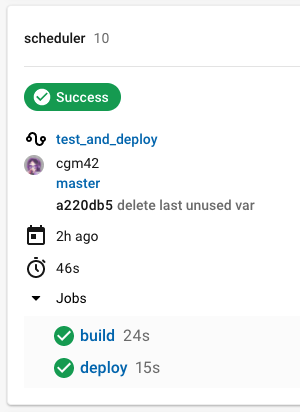 scheduler 10
Success
test_and_deploy
cgm42
master
a220db5 delete last unused var
2h ago
46s
Jobs
build 24s
deploy 15s